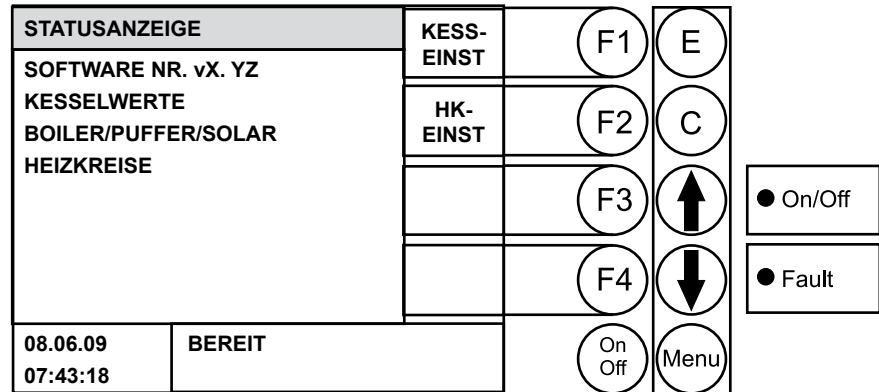 STATUSANZEIGE
SOFTWARE NR. vX. YZ
KESSELWERTE
BOILER/PUFFER/SOLAR
HEIZKREISE
KESS-
EINST
HK-
EINST
08.06.09
07:43:18
BEREIT
F1
F2
F3
F4
On
Off
E
C
Menu
On/Off
Fault